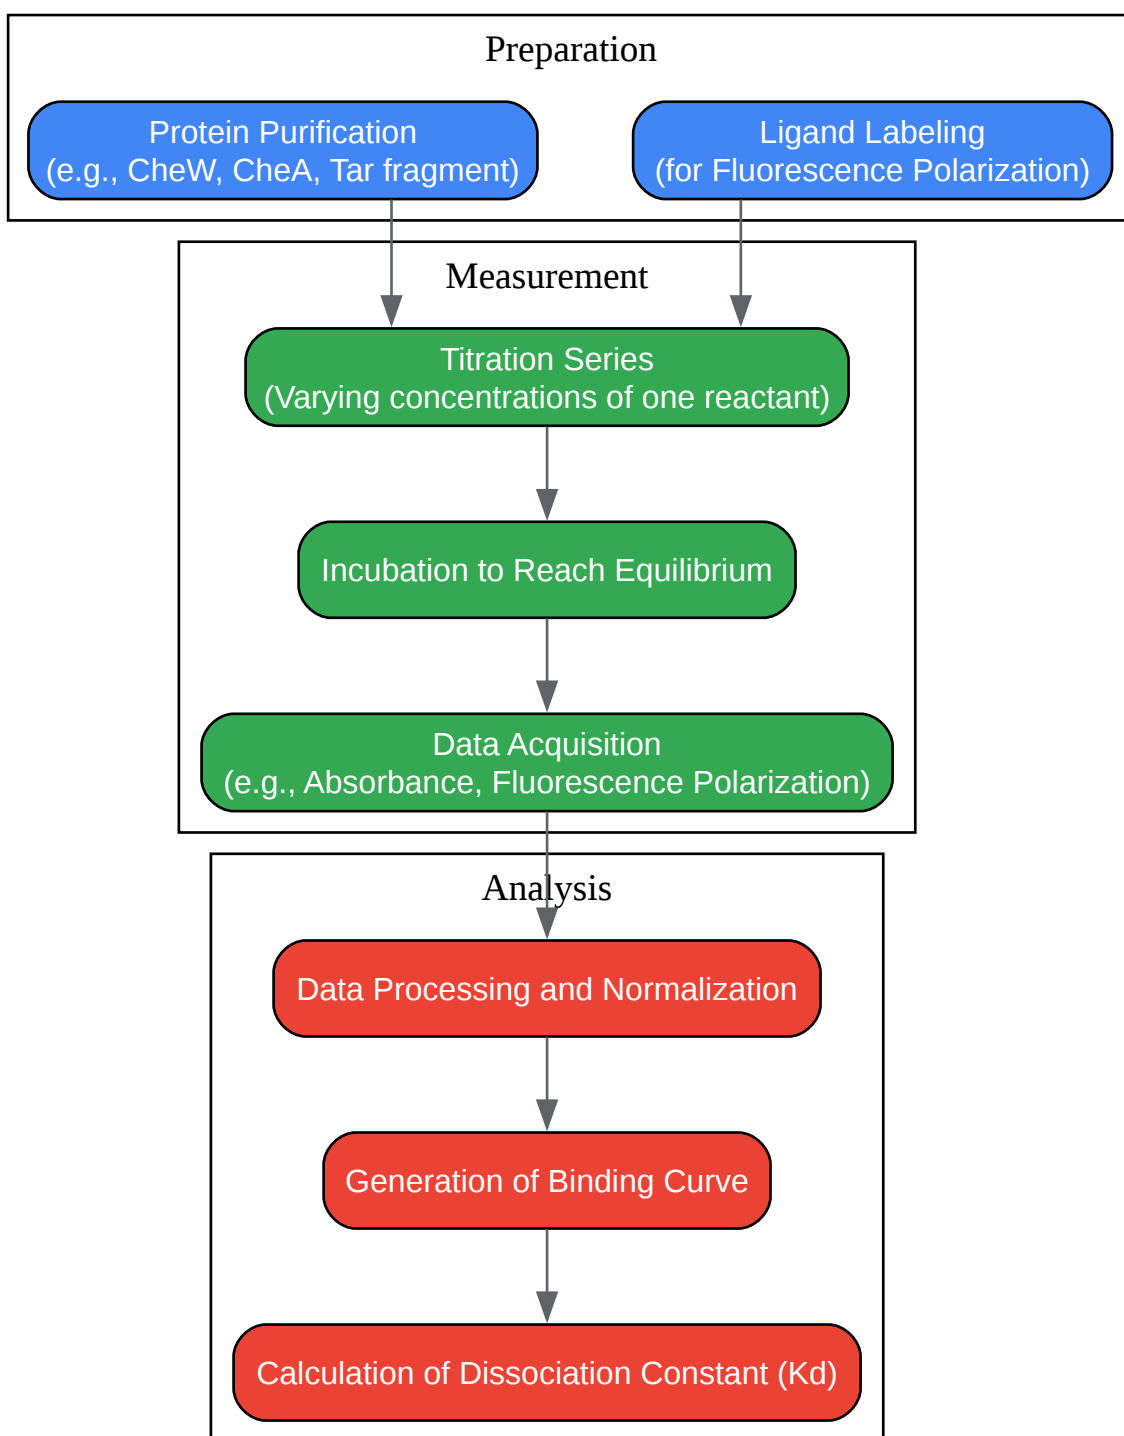 Preparation
Protein Purification
(e.g., CheW, CheA, Tar fragment)
Ligand Labeling
(for Fluorescence Polarization)
Measurement
Titration Series
(Varying concentrations of one reactant)
Incubation to Reach Equilibrium
Data Acquisition
(e.g., Absorbance, Fluorescence Polarization)
Analysis
Data Processing and Normalization
Generation of Binding Curve
Calculation of Dissociation Constant (Kd)